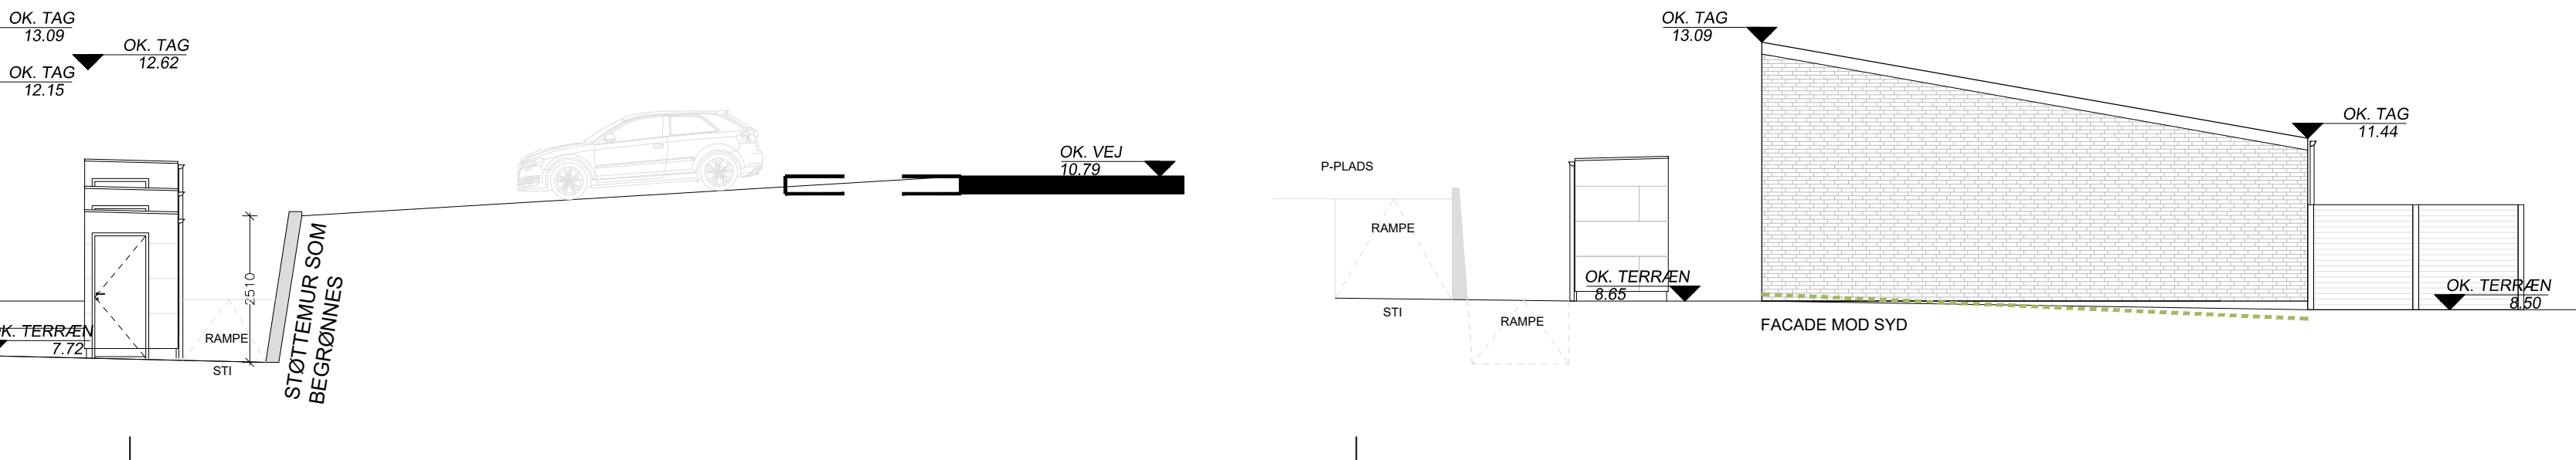 OK. TAG
13.09
OK. TAG
12.62
OK. TAG
12.15
OK. VEJ
10.79
2510
STØTTEMUR SOM
BEGRØNNES
K. TERRÆN
7.72
RAMPE
STI
OK. TAG
13.09
OK. TAG
11.44
P-PLADS
RAMPE
OK. TERRÆN
8.65
OK. TERRÆN
8.50
STI
RAMPE
FACADE MOD SYD